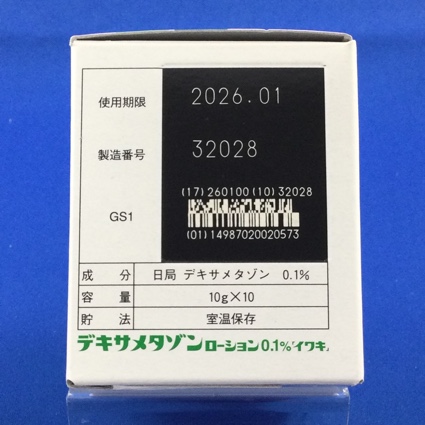 使用期限 2026.01
製造番号 32028
(17)260100(10)32028
GS1
(01)14987020020573
成分 日局 デキサメタゾン 0.1%
容量 10g×10
貯法 室温保存
デキサメタゾンローション0.1%「イワキ」